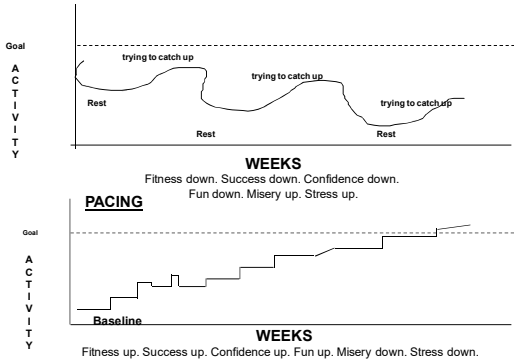 Goal
trying to catch up
ACTIVITY
trying to catch up
Rest
trying to catch up
Rest
Rest
WEEKS
Fitness down. Success down. Confidence down.
Fun down. Misery up. Stress up.
PACING
Goal
ACTIVITY
Baseline
WEEKS
Fitness up. Success up. Confidence up. Fun up. Misery down. Stress down.